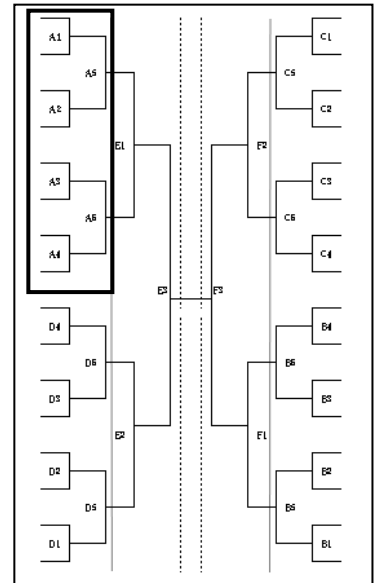 A1 C1
A5 C5
A2 C2
E1 F2
A3 C3
A6 C6
A4 C4
E3 F3
D4 B4
D6 B6
D3 B3
E2 F1
D2 B2
D5 B5
D1 B1